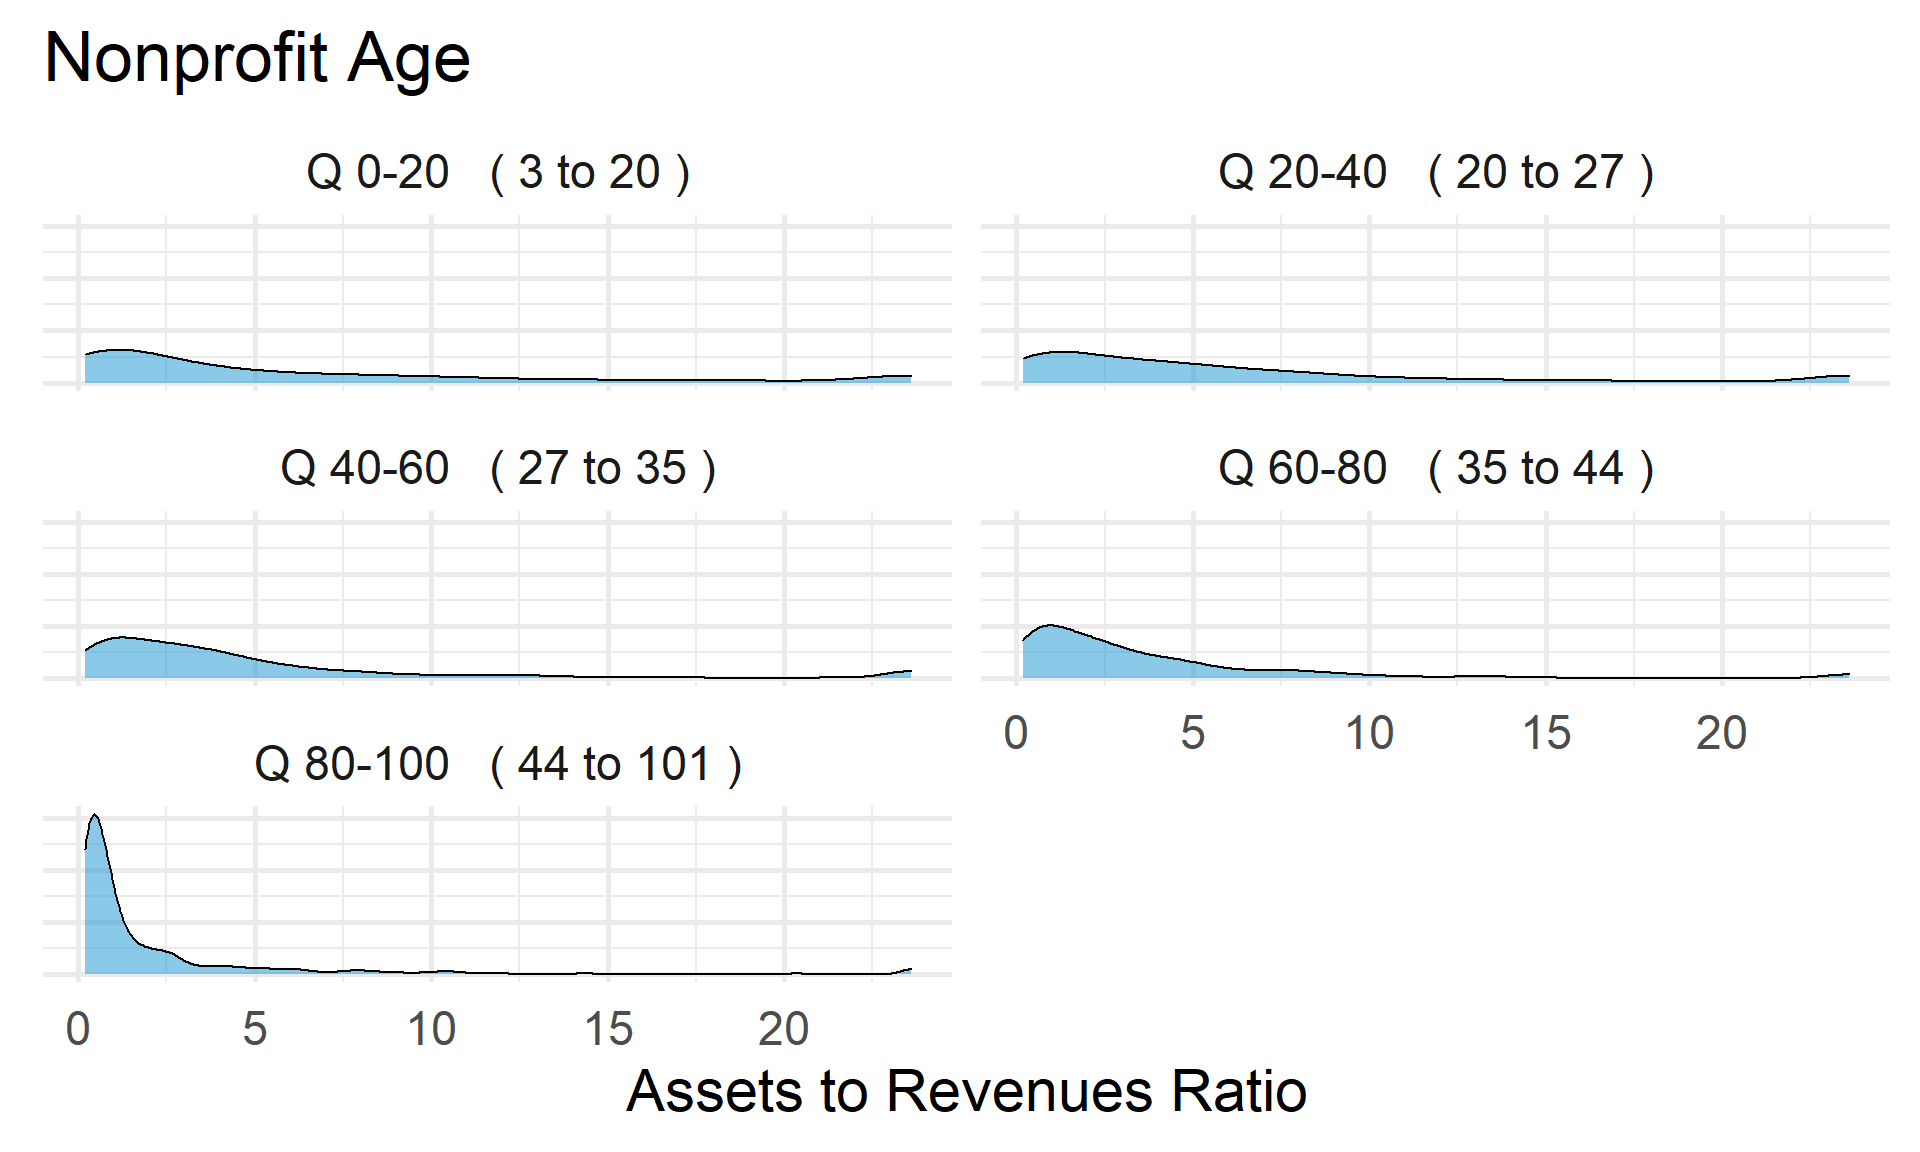 Nonprofit Age
Q 0-20 ( 3 to 20 )
Q 20-40 ( 20 to 27 )
Q 40-60 ( 27 to 35 )
Q 60-80 ( 35 to 44 )
0 5 10 15 20
Q 80-100 ( 44 to 101 )
0 5 10 15 20
Assets to Revenues Ratio